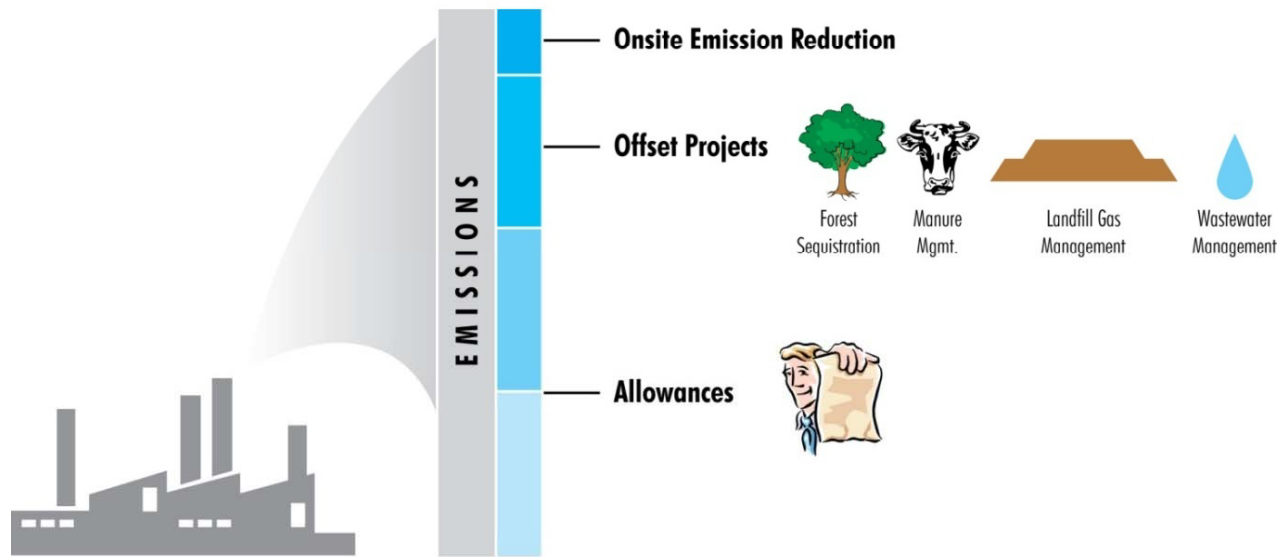 Onsite Emission Reduction
Offset Projects
Forest
Sequistration
Manure
Mgmt.
Landfill Gas
Management
Wastewater
Management
EMISSIONS
Allowances